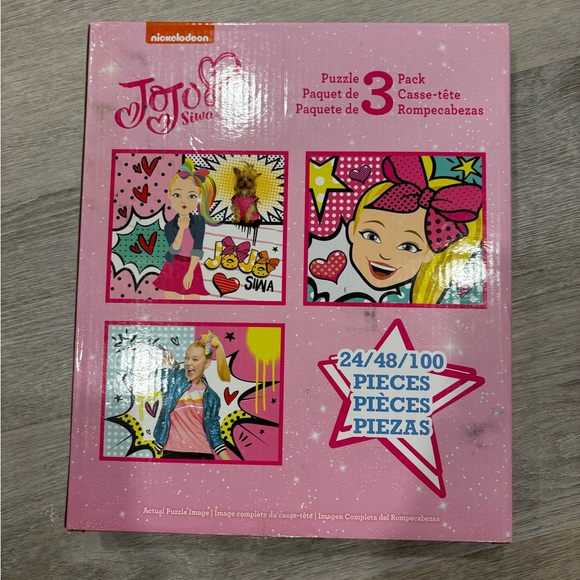 nickelodeon
JoJo
Siwa
Puzzle 3 Pack
Paquet de Casse-tête
Paquete de Rompecabezas
JoJo
SIWA
24/48/100
PIECES
PIÈCES
PIEZAS
Actual Puzzle Image | Image complète du casse-tête | Imagen Completa del Rompecabezas